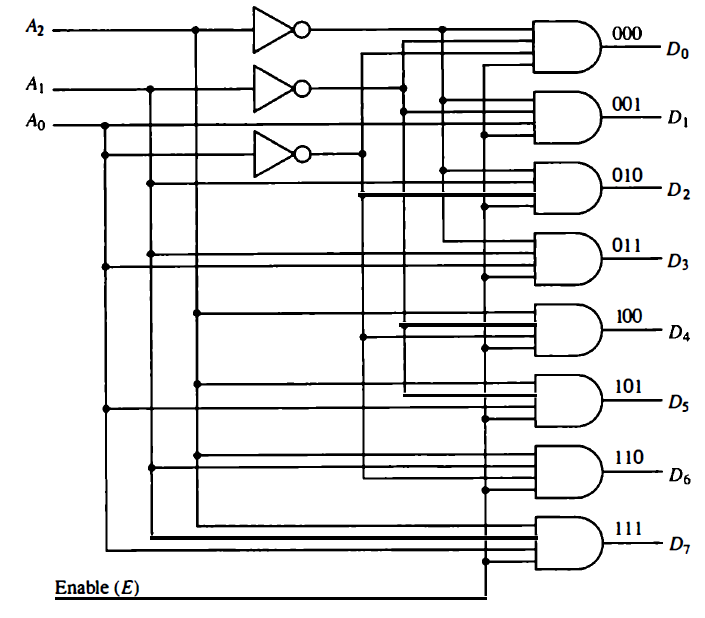 A₂
A₁
A₀
000
D₀
001
D₁
010
D₂
011
D₃
100
D₄
101
D₅
110
D₆
111
D₇
Enable (E)